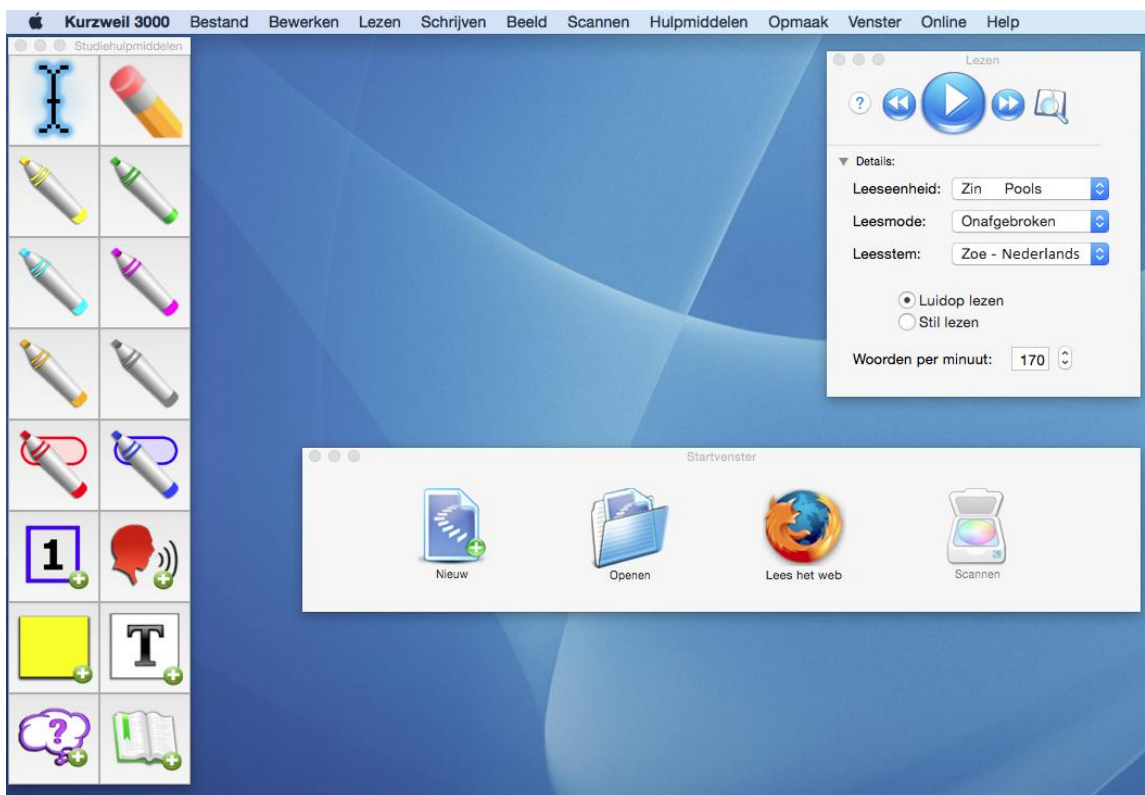 Kurzweil 3000 Bestand Bewerken Lezen Schrijven Beeld Scannen Hulpmiddelen Opmaak Venster Online Help
Studiehulpmiddelen
1
T
?
Lezen
?
Details:
Leeseenheid: Zin Pools
Leesmode: Onafgebroken
Leesstem: Zoe - Nederlands
Luidop lezen
Stil lezen
Woorden per minuut: 170
Startvenster
Nieuw Openen Lees het web Scannen